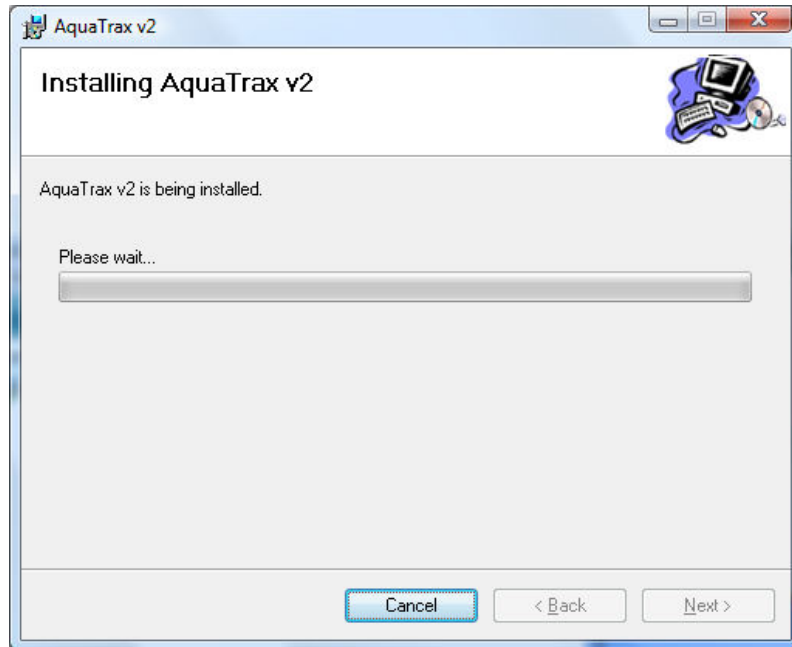 AquaTrax v2
Installing AquaTrax v2
AquaTrax v2 is being installed.
Please wait...
Cancel < Back Next >